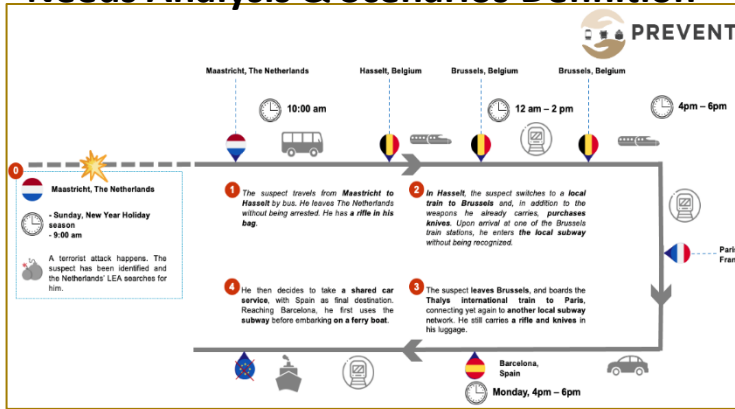 Needs Analysis & Scenarios Definition
PREVENT
Maastricht, The Netherlands
Hasselt, Belgium
Brussels, Belgium
Brussels, Belgium
10:00 am
12 am – 2 pm
4pm – 6pm
0
Maastricht, The Netherlands
- Sunday, New Year Holiday
season
- 9:00 am
A terrorist attack happens. The
suspect has been identified and
the Netherlands' LEA searches for
him.
1
The suspect travels from Maastricht to
Hasselt by bus. He leaves The Netherlands
without being arrested. He has a rifle in his
bag.
2
In Hasselt, the suspect switches to a local
train to Brussels and, in addition to the
weapons he already carries, purchases
knives. Upon arrival at one of the Brussels
train stations, he enters the local subway
without being recognized.
Paris
Fran
4
He then decides to take a shared car
service, with Spain as final destination.
Reaching Barcelona, he first uses the
subway before embarking on a ferry boat.
3
The suspect leaves Brussels, and boards the
Thalys international train to Paris,
connecting yet again to another local subway
network. He still carries a rifle and knives in
his luggage.
Barcelona,
Spain
Monday, 4pm – 6pm